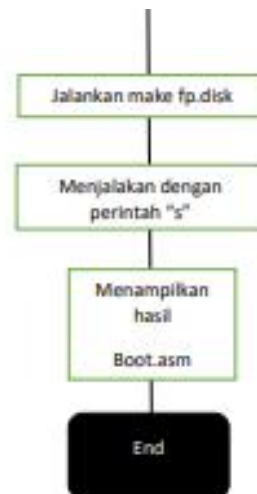 Jalankan make fp.disk
Menjalakan dengan
perintah "s"
Menampilkan
hasil
Boot.asm
End